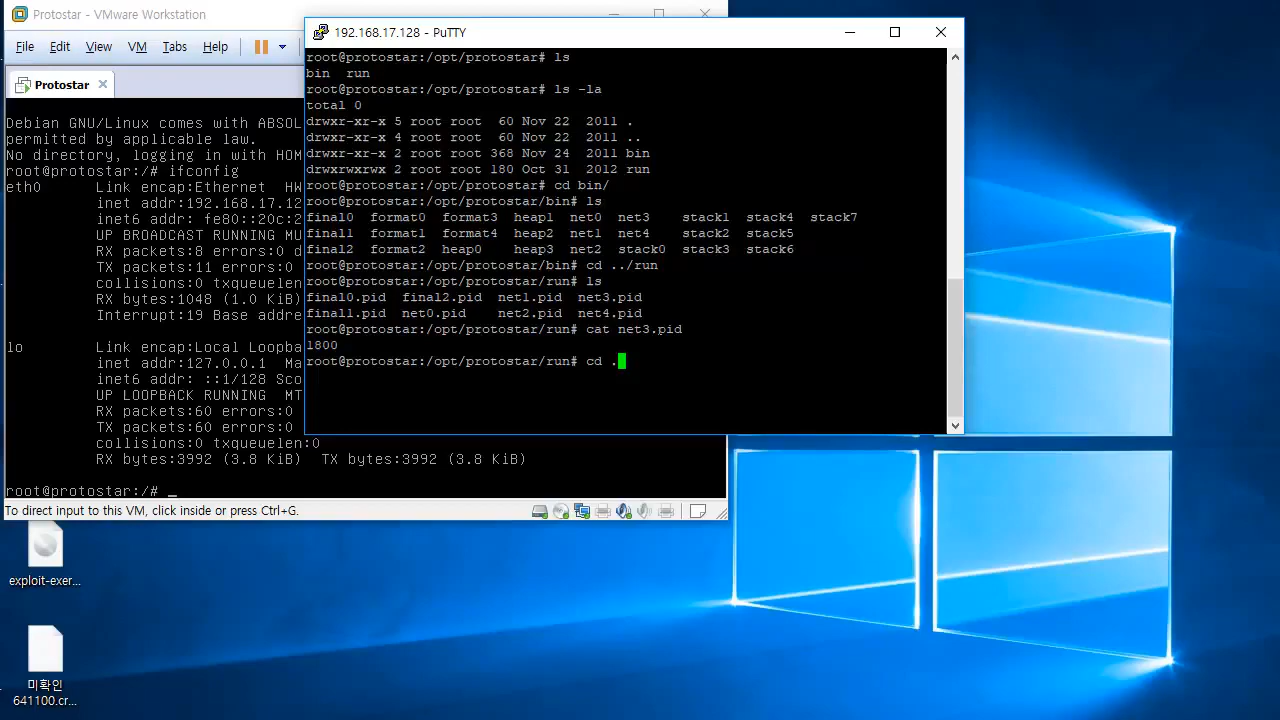 Protostar - VMware Workstation
File Edit View VM Tabs Help
Protostar
Debian GNU/Linux comes with ABSOL
permitted by applicable law.
No directory, logging in with HOM
root@protostar:/# ifconfig
eth0 Link encap:Ethernet HW
inet addr:192.168.17.12
inet6 addr: fe80::20c:2
UP BROADCAST RUNNING MU
RX packets:8 errors:0 d
TX packets:11 errors:0
collisions:0 txqueuelen
RX bytes:1048 (1.0 KiB)
Interrupt:19 Base addre
lo Link encap:Local Loopba
inet addr:127.0.0.1 Ma
inet6 addr: ::1/128 Sco
UP LOOPBACK RUNNING MT
RX packets:60 errors:0
TX packets:60 errors:0
collisions:0 txqueuelen:0
RX bytes:3992 (3.8 KiB) TX bytes:3992 (3.8 KiB)
root@protostar:/# _
To direct input to this VM, click inside or press Ctrl+G.
192.168.17.128 - PuTTY
root@protostar:/opt/protostar# ls
bin run
root@protostar:/opt/protostar# ls -la
total 0
drwxr-xr-x 5 root root 60 Nov 22 2011 .
drwxr-xr-x 4 root root 60 Nov 22 2011 ..
drwxr-xr-x 2 root root 368 Nov 24 2011 bin
drwxrwxrwx 2 root root 180 Oct 31 2012 run
root@protostar:/opt/protostar# cd bin/
root@protostar:/opt/protostar/bin# ls
final0 format0 format3 heap1 net0 net3 stack1 stack4 stack7
final1 format1 format4 heap2 net1 net4 stack2 stack5
final2 format2 heap0 heap3 net2 stack0 stack3 stack6
root@protostar:/opt/protostar/bin# cd ../run
root@protostar:/opt/protostar/run# ls
final0.pid final2.pid net1.pid net3.pid
final1.pid net0.pid net2.pid net4.pid
root@protostar:/opt/protostar/run# cat net3.pid
1800
root@protostar:/opt/protostar/run# cd .
exploit-exer...
미확인
641100.cr...